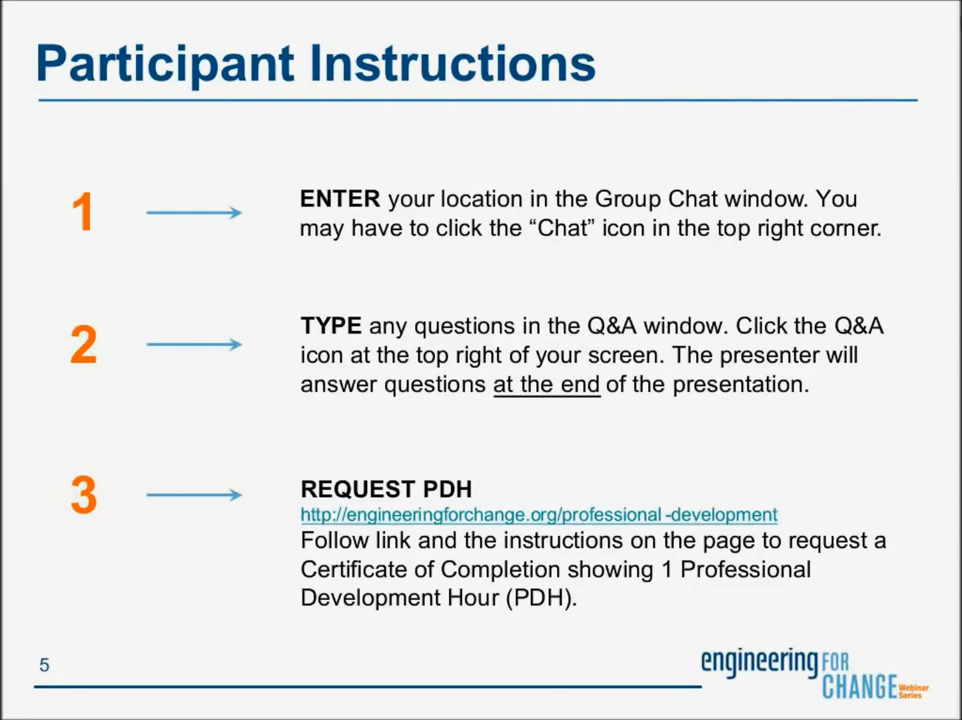 Participant Instructions
1
ENTER your location in the Group Chat window. You
may have to click the “Chat” icon in the top right corner.
2
TYPE any questions in the Q&A window. Click the Q&A
icon at the top right of your screen. The presenter will
answer questions at the end of the presentation.
3
REQUEST PDH
http://engineeringforchange.org/professional -development
Follow link and the instructions on the page to request a
Certificate of Completion showing 1 Professional
Development Hour (PDH).
5
engineering FOR
CHANGE Webinar
Series